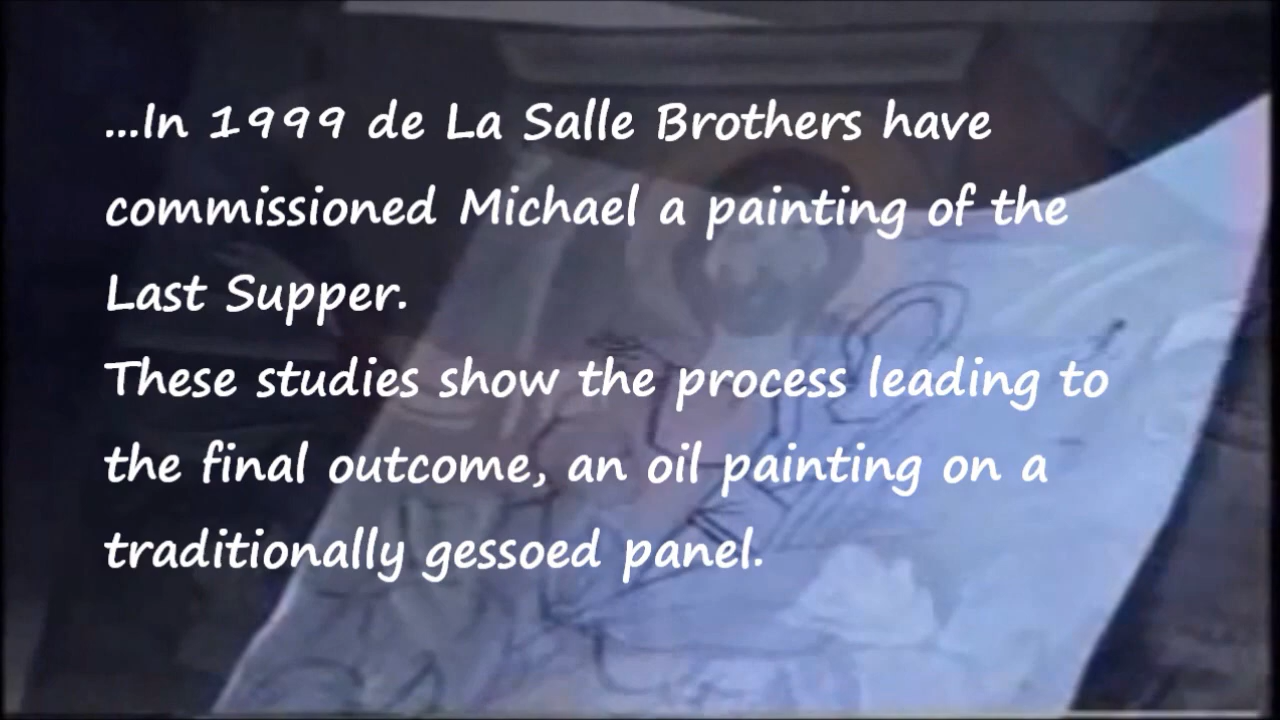 ...In 1999 de La Salle Brothers have
commissioned Michael a painting of the
Last Supper.
These studies show the process leading to
the final outcome, an oil painting on a
traditionally gessoed panel.